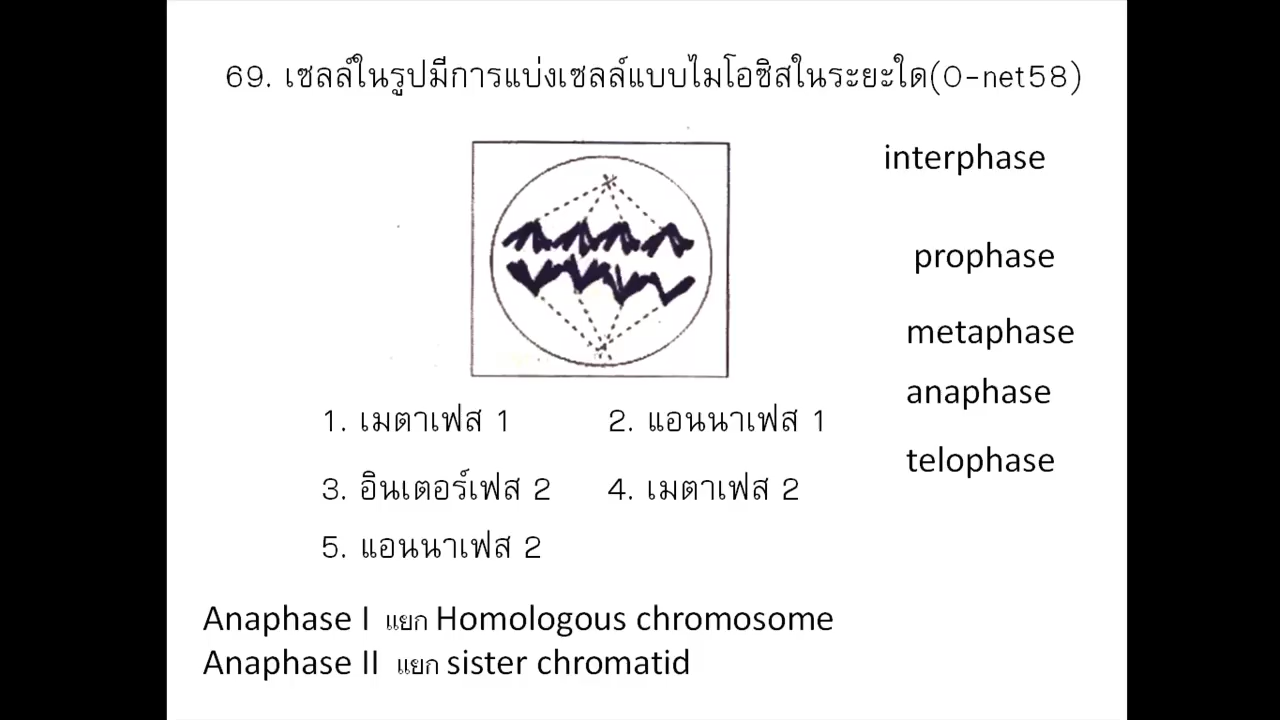 69. เซลล์ในรูปมีการแบ่งเซลล์แบบไมโอซิสในระยะใด(O-net58)
interphase
prophase
metaphase
anaphase
telophase
1. เมตาเฟส 1 2. แอนนาเฟส 1
3. อินเตอร์เฟส 2 4. เมตาเฟส 2
5. แอนนาเฟส 2
Anaphase I แยก Homologous chromosome
Anaphase II แยก sister chromatid